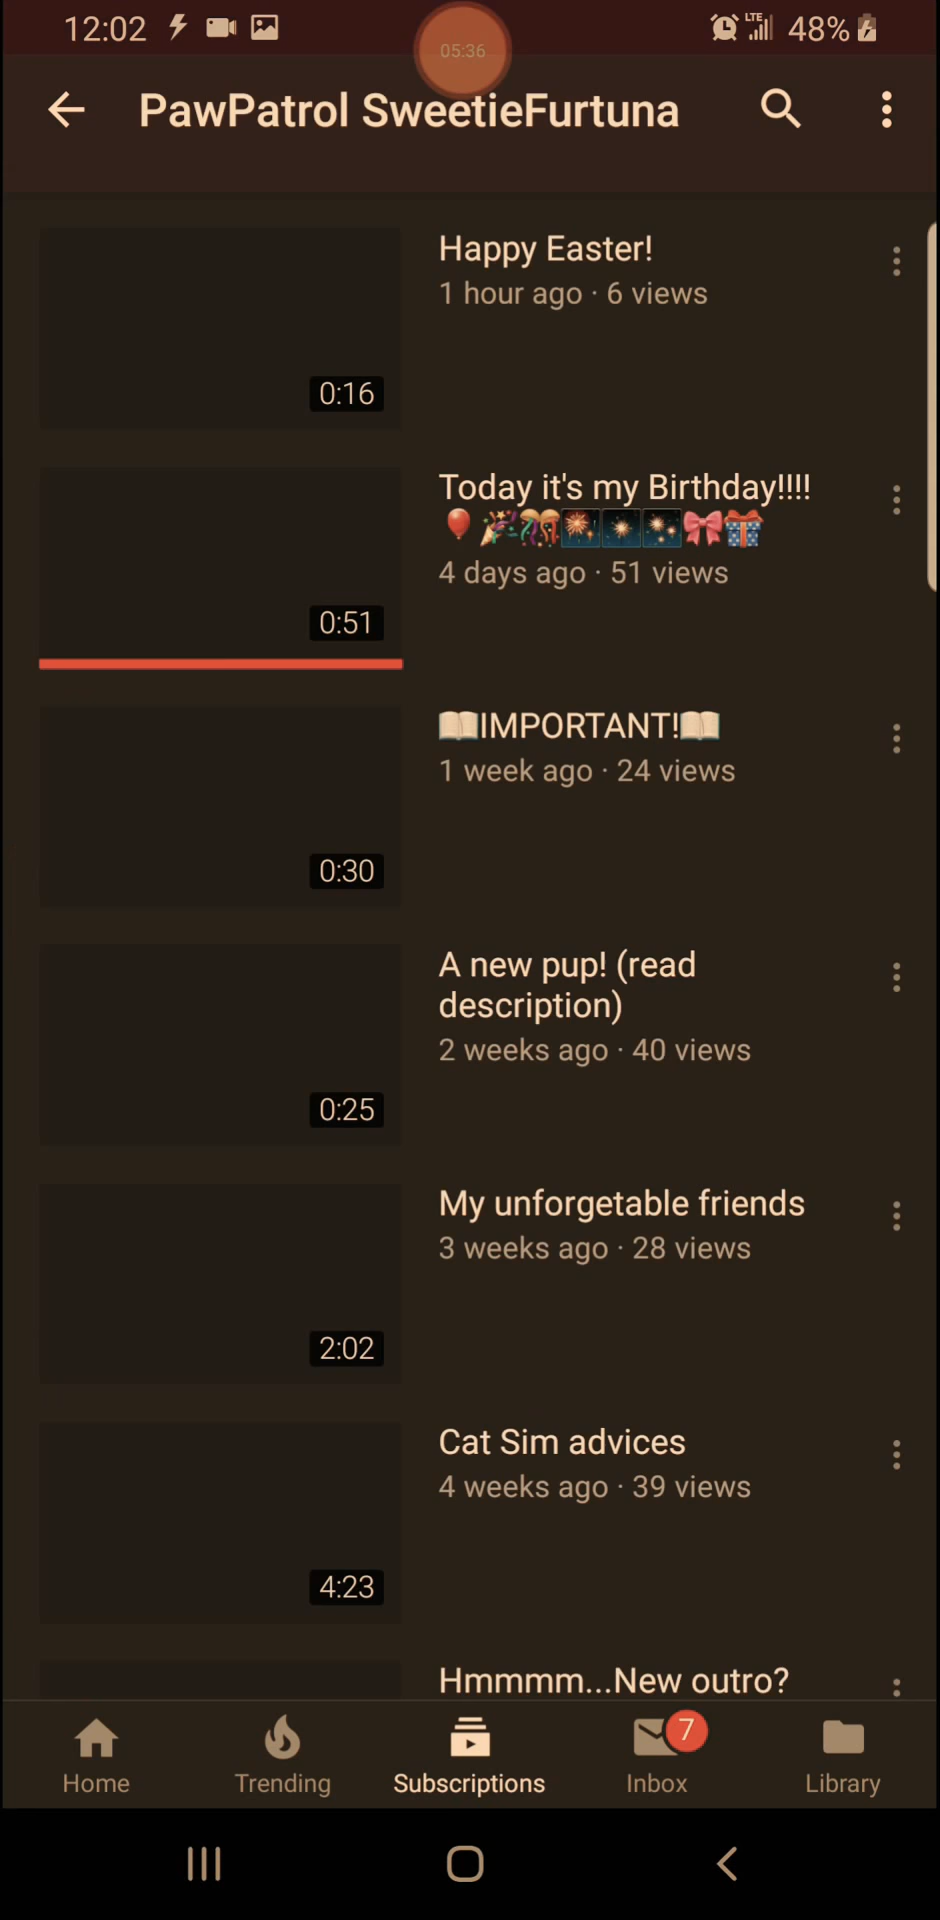 12:02
05:36
LTE
48%
PawPatrol SweetieFurtuna
Happy Easter!
1 hour ago · 6 views
0:16
Today it's my Birthday!!!!
🎈🎉🎊🎆🎇🎇🎀🎁
4 days ago · 51 views
0:51
📖IMPORTANT!📖
1 week ago · 24 views
0:30
A new pup! (read
description)
2 weeks ago · 40 views
0:25
My unforgetable friends
3 weeks ago · 28 views
2:02
Cat Sim advices
4 weeks ago · 39 views
4:23
Hmmmm...New outro?
7
Home
Trending
Subscriptions
Inbox
Library